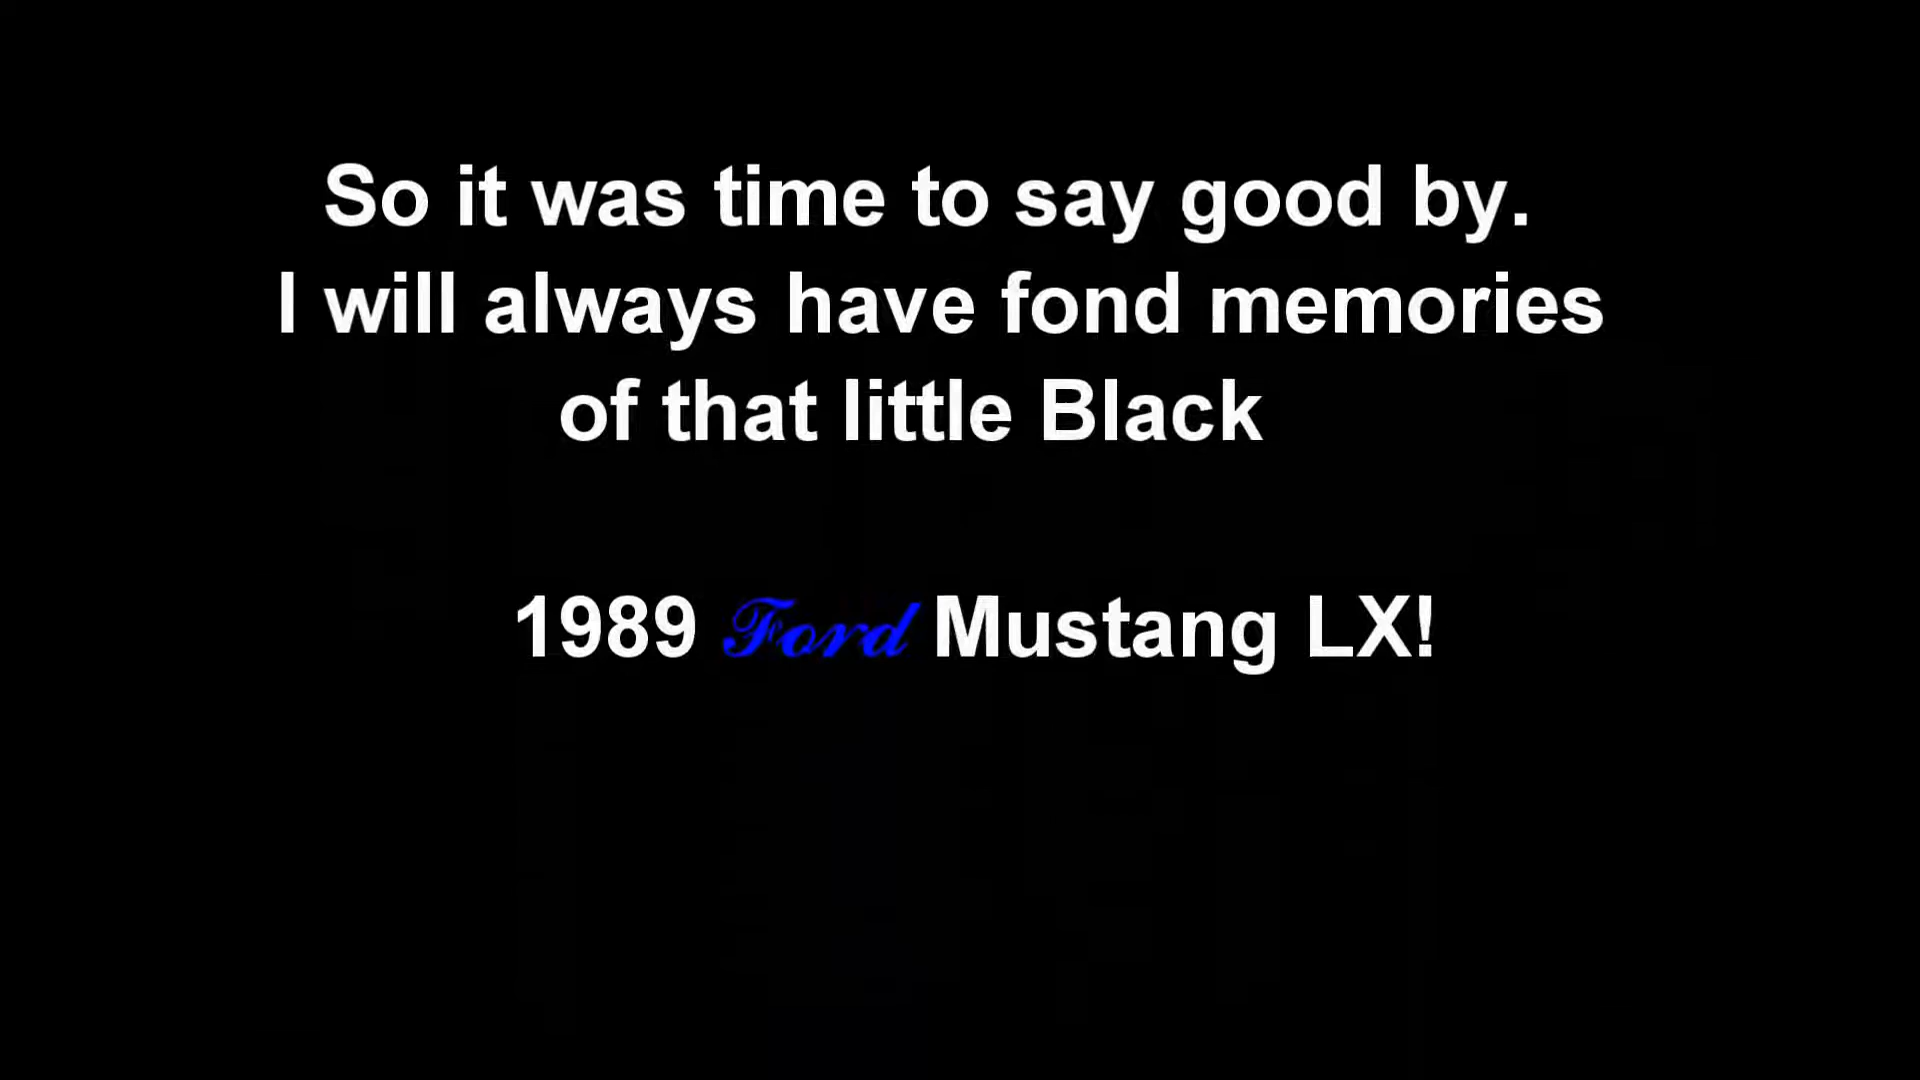 So it was time to say good by.
I will always have fond memories
of that little Black
1989 Ford Mustang LX!